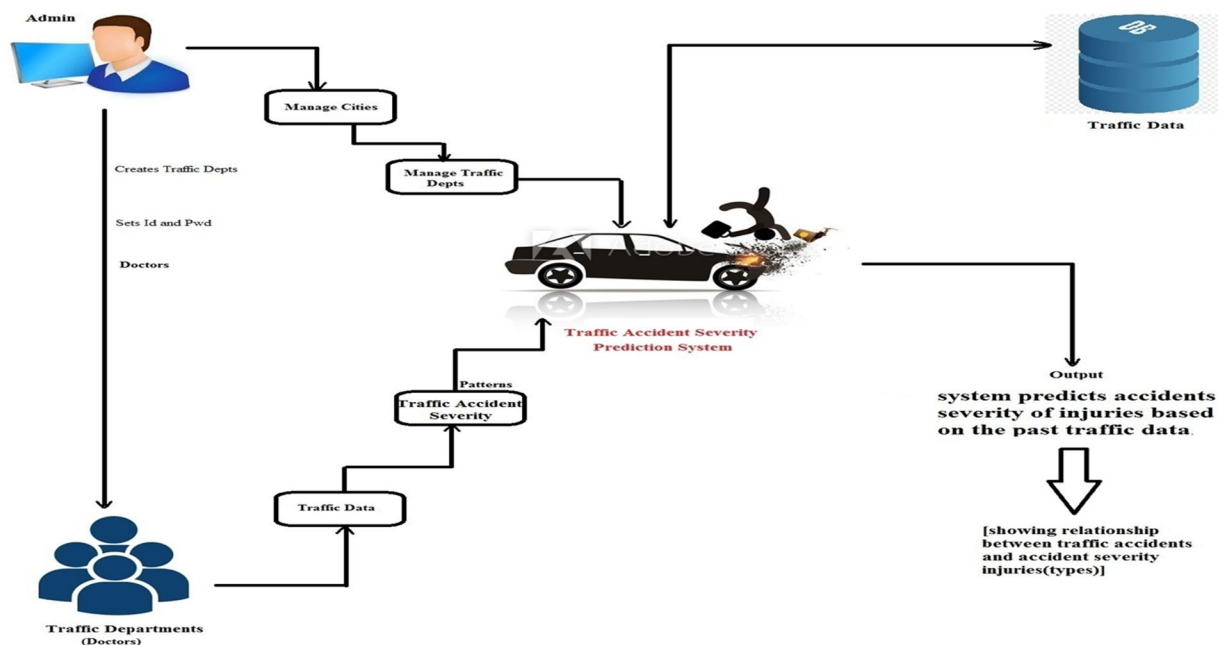 Admin
DB
Traffic Data
Manage Cities
Manage Traffic
Depts
Creates Traffic Depts
Sets Id and Pwd
Doctors
Traffic Accident Severity
Prediction System
Patterns
Traffic Accident
Severity
Traffic Data
Output
system predicts accidents
severity of injuries based
on the past traffic data.
[showing relationship
between traffic accidents
and accident severity
injuries(types)]
Traffic Departments
(Doctors)